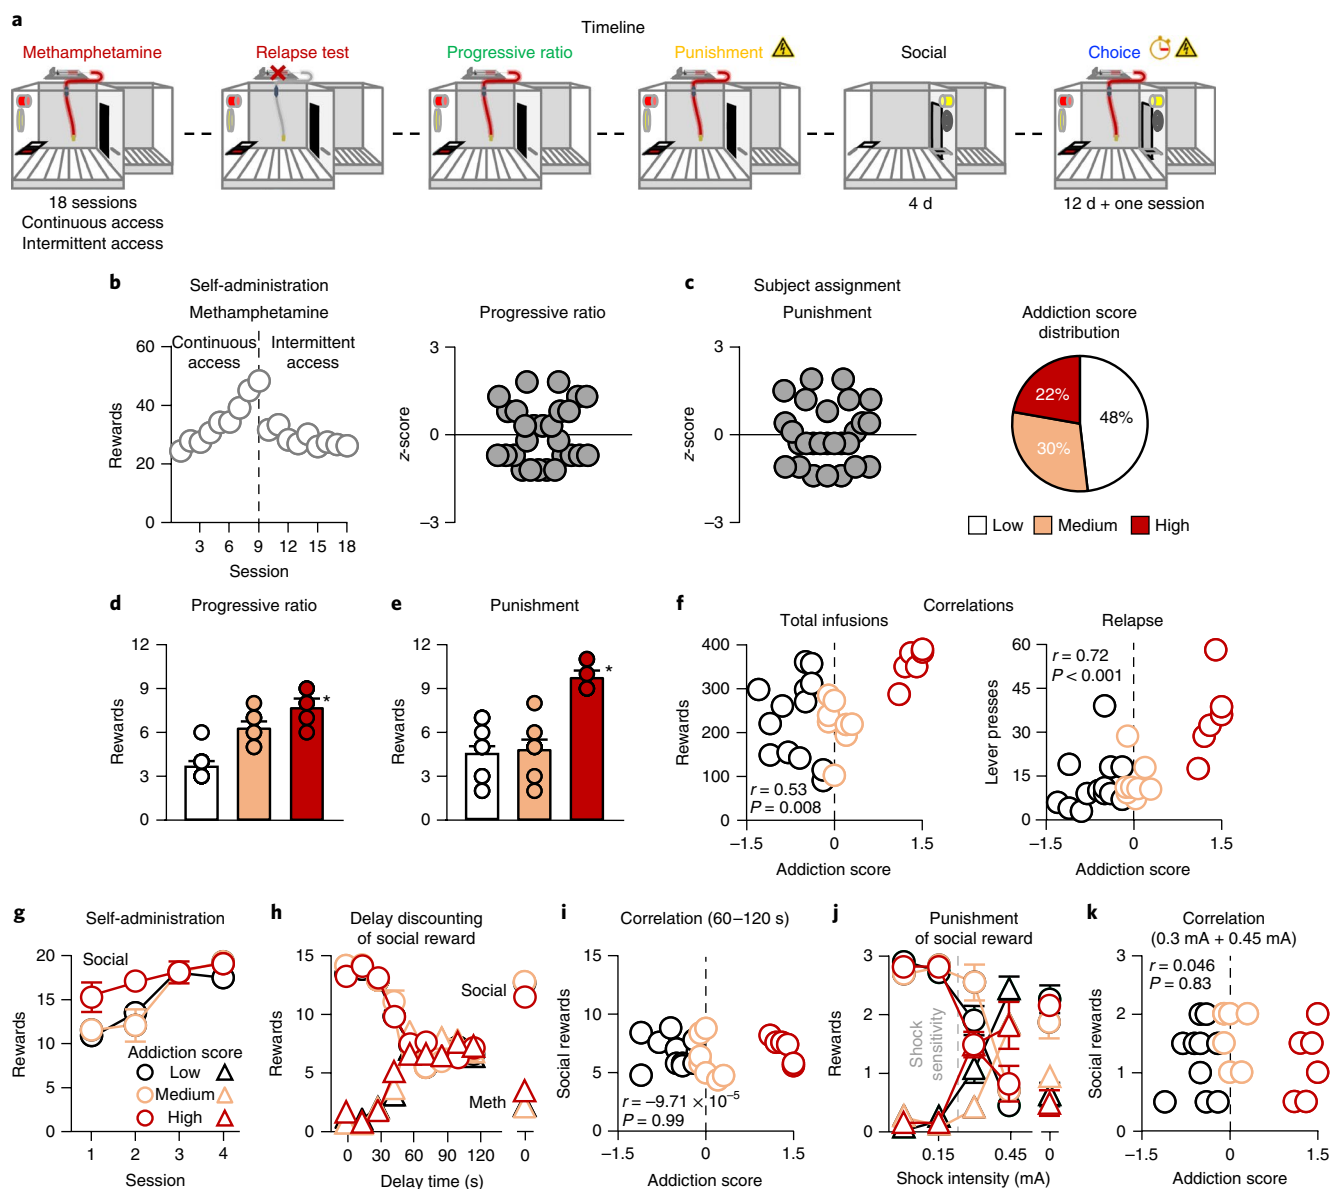 a
Timeline
Methamphetamine
Relapse test
Progressive ratio
Punishment
Social
Choice
18 sessions
Continuous access
Intermittent access
4 d
12 d + one session
b
Self-administration
Methamphetamine
Continuous access
Intermittent access
Rewards
60
40
20
0
3 6 9 12 15 18
Session
Progressive ratio
z-score
3
0
–3
c
Subject assignment
Punishment
z-score
3
0
–3
Addiction score
distribution
22%
48%
30%
Low Medium High
d
Progressive ratio
Rewards
12
9
6
3
0
*
e
Punishment
Rewards
12
9
6
3
0
*
f
Correlations
Total infusions
Rewards
400
300
200
100
0
r = 0.53
P = 0.008
–1.5 0 1.5
Addiction score
Relapse
Lever presses
60
45
30
15
0
r = 0.72
P < 0.001
–1.5 0 1.5
Addiction score
g
Self-administration
Social
Rewards
20
15
10
5
0
Addiction score
Low
Medium
High
1 2 3 4
Session
h
Delay discounting
of social reward
Rewards
15
10
5
0
Social
Meth
0 30 60 90 120 0
Delay time (s)
i
Correlation (60–120 s)
Social rewards
15
10
5
0
r = –9.71 × 10⁻⁵
P = 0.99
–1.5 0 1.5
Addiction score
j
Punishment
of social reward
Rewards
3
2
1
0
Shock
sensitivity
0.15 0.45 0
Shock intensity (mA)
k
Correlation
(0.3 mA + 0.45 mA)
Social rewards
3
2
1
0
r = 0.046
P = 0.83
–1.5 0 1.5
Addiction score